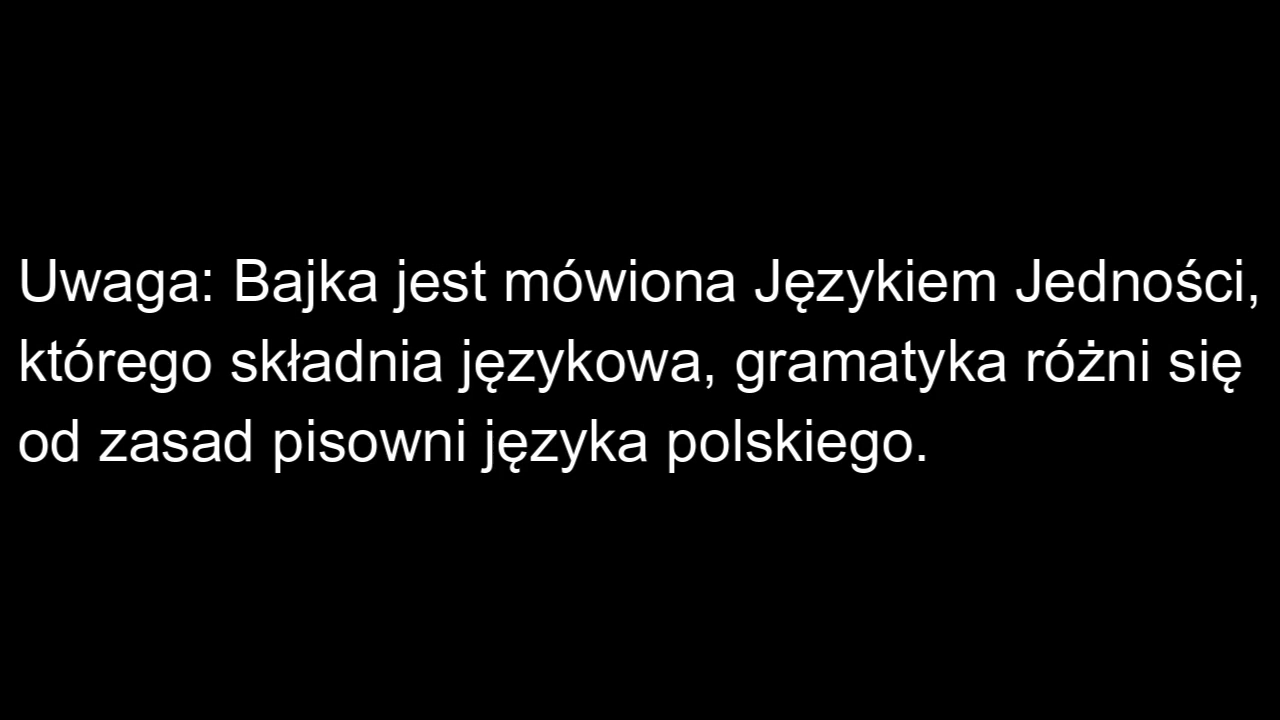 Uwaga: Bajka jest mówiona Językiem Jedności,
którego składnia językowa, gramatyka różni się
od zasad pisowni języka polskiego.